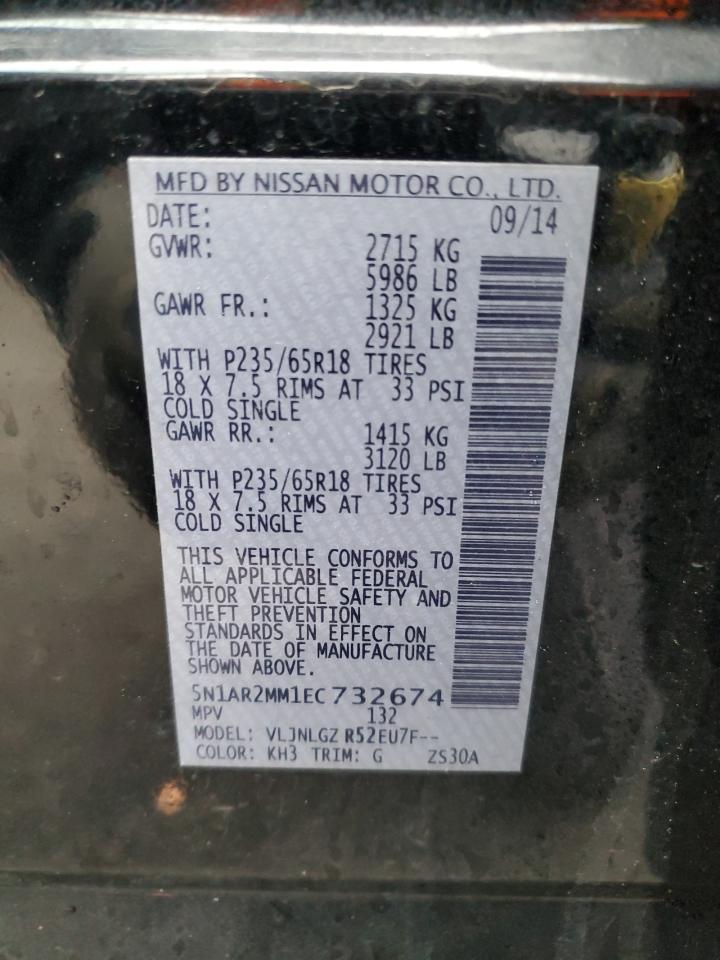 MFD BY NISSAN MOTOR CO., LTD.
DATE: 09/14
GVWR: 2715 KG
5986 LB
GAWR FR.: 1325 KG
2921 LB
WITH P235/65R18 TIRES
18 X 7.5 RIMS AT 33 PSI
COLD SINGLE
GAWR RR.: 1415 KG
3120 LB
WITH P235/65R18 TIRES
18 X 7.5 RIMS AT 33 PSI
COLD SINGLE
THIS VEHICLE CONFORMS TO
ALL APPLICABLE FEDERAL
MOTOR VEHICLE SAFETY AND
THEFT PREVENTION
STANDARDS IN EFFECT ON
THE DATE OF MANUFACTURE
SHOWN ABOVE.
5N1AR2MM1EC732674
MPV 132
MODEL: VLJNLGZ R52EU7F--
COLOR: KH3 TRIM: G ZS30A